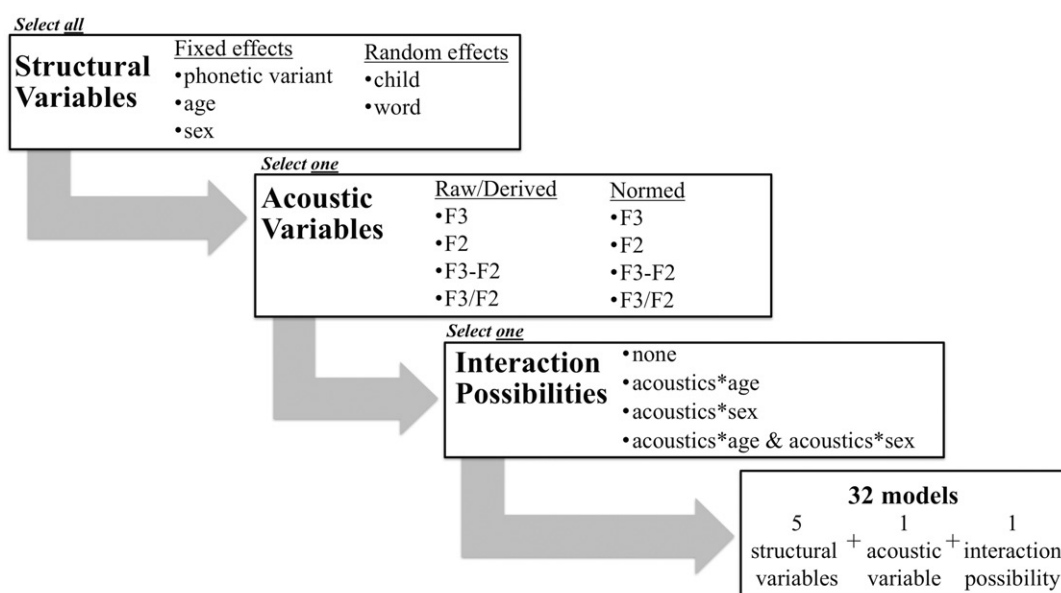 Select all
Structural
Variables
Fixed effects
•phonetic variant
•age
•sex
Random effects
•child
•word
Select one
Acoustic
Variables
Raw/Derived
•F3
•F2
•F3-F2
•F3/F2
Normed
•F3
•F2
•F3-F2
•F3/F2
Select one
Interaction
Possibilities
•none
•acoustics*age
•acoustics*sex
•acoustics*age & acoustics*sex
32 models
5
structural
variables
+
1
acoustic
variable
+
1
interaction
possibility